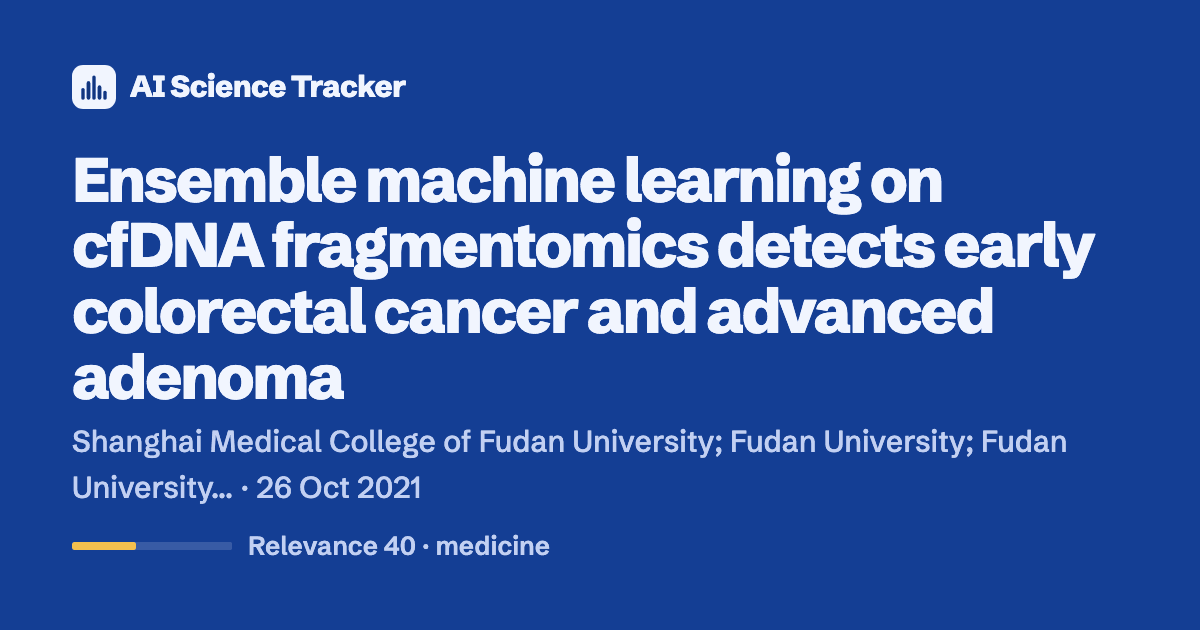 AI Science Tracker
Ensemble machine learning on
cfDNA fragmentomics detects early
colorectal cancer and advanced
adenoma
Shanghai Medical College of Fudan University; Fudan University; Fudan
University... · 26 Oct 2021
Relevance 40 · medicine